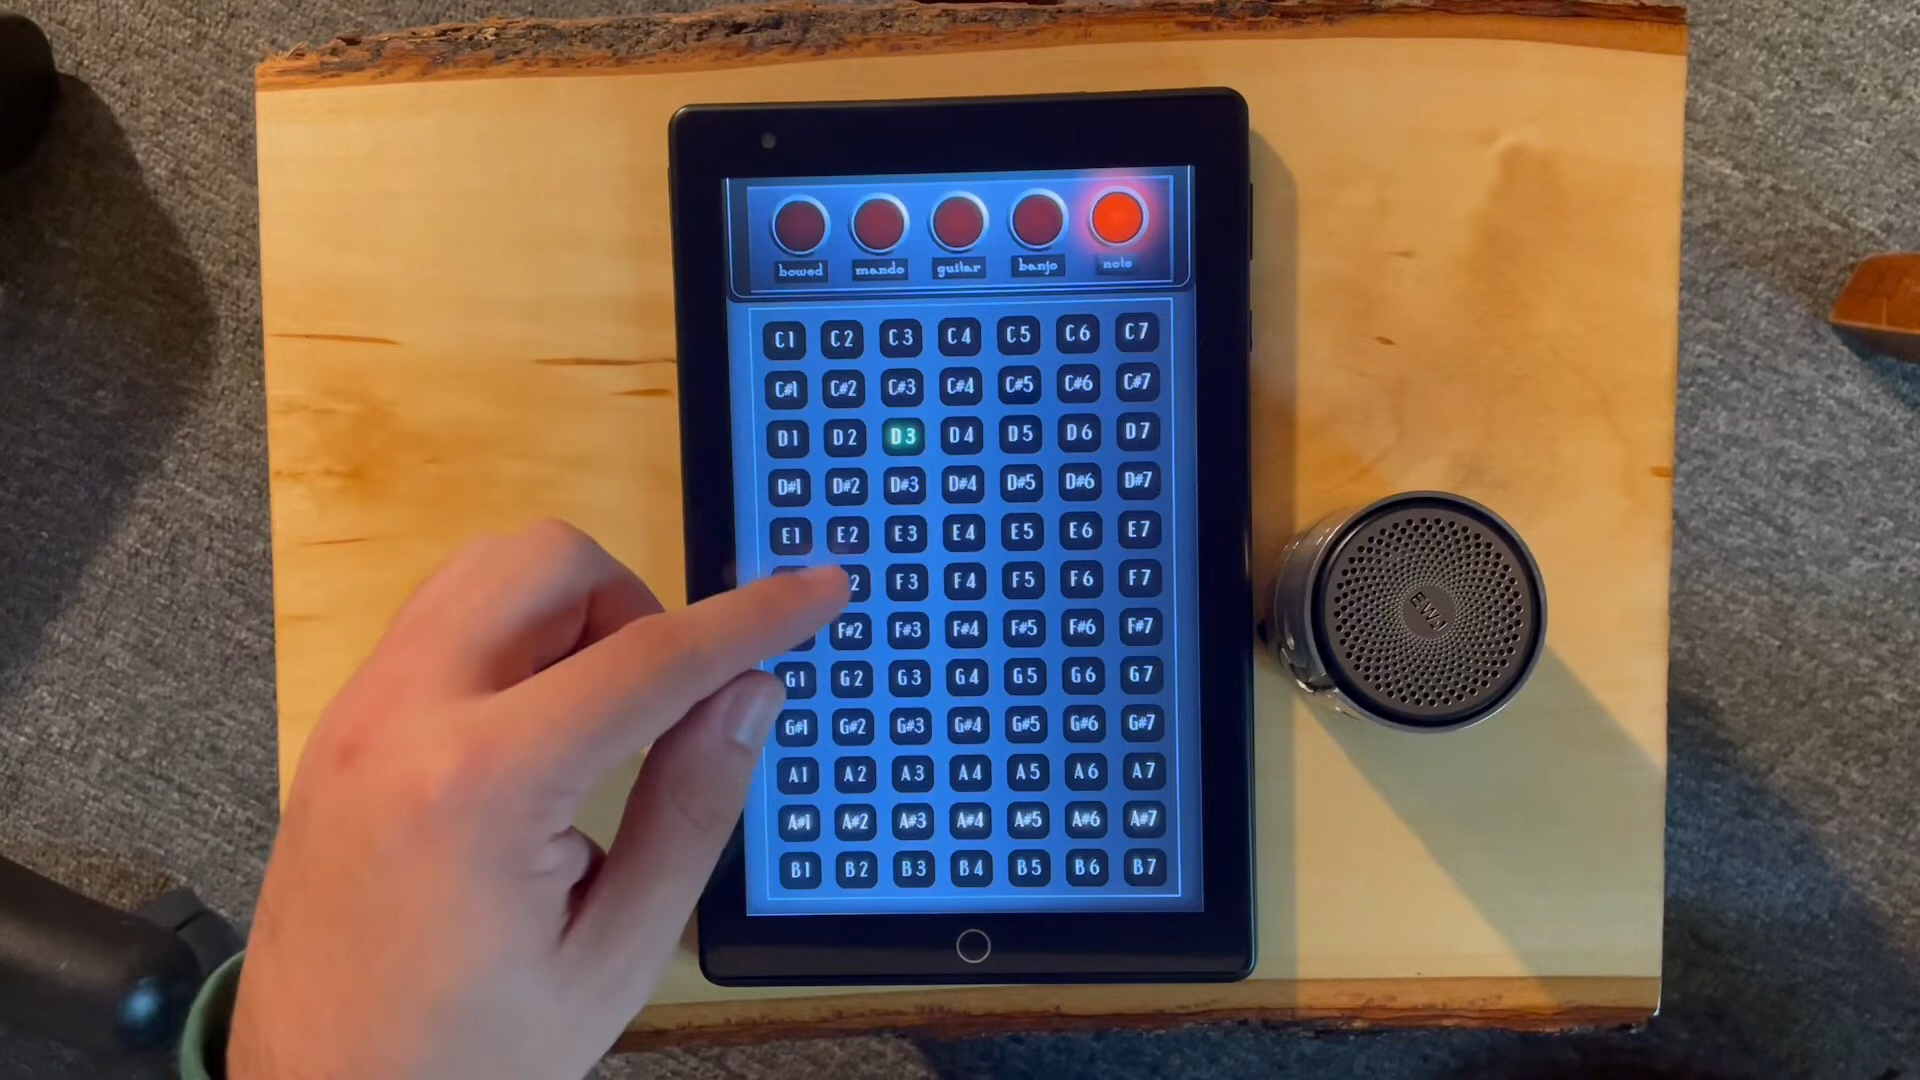 bowed mando guitar banjo note
C1 C2 C3 C4 C5 C6 C7
C#1 C#2 C#3 C#4 C#5 C#6 C#7
D1 D2 D3 D4 D5 D6 D7
D#1 D#2 D#3 D#4 D#5 D#6 D#7
E1 E2 E3 E4 E5 E6 E7
2 F3 F4 F5 F6 F7
F#2 F#3 F#4 F#5 F#6 F#7
G1 G2 G3 G4 G5 G6 G7
G#1 G#2 G#3 G#4 G#5 G#6 G#7
A1 A2 A3 A4 A5 A6 A7
A#1 A#2 A#3 A#4 A#5 A#6 A#7
B1 B2 B3 B4 B5 B6 B7
EWA